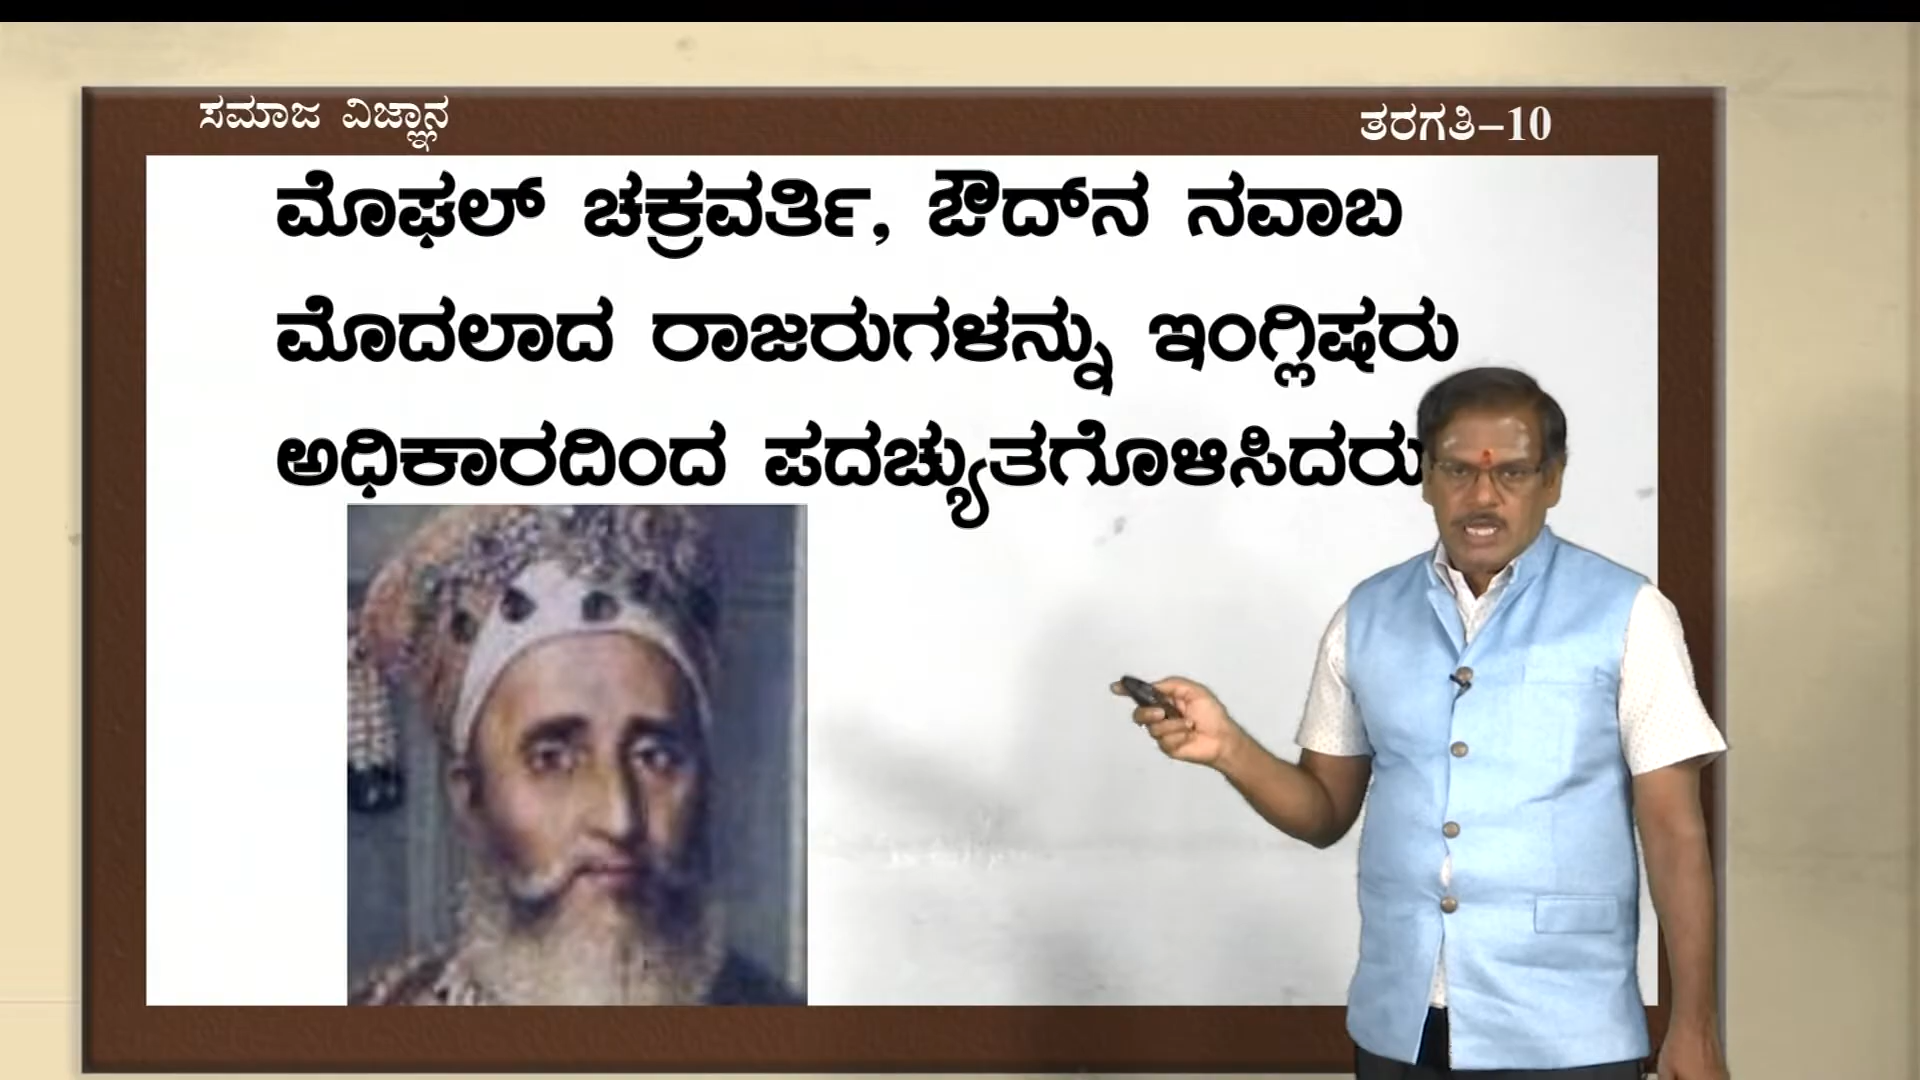 ಸಮಾಜ ವಿಜ್ಞಾನ
ತರಗತಿ-10
ಮೊಘಲ್ ಚಕ್ರವರ್ತಿ, ಔದ್‌ನ ನವಾಬ
ಮೊದಲಾದ ರಾಜರುಗಳನ್ನು ಇಂಗ್ಲಿಷರು
ಅಧಿಕಾರದಿಂದ ಪದಚ್ಯುತಗೊಳಿಸಿದರು